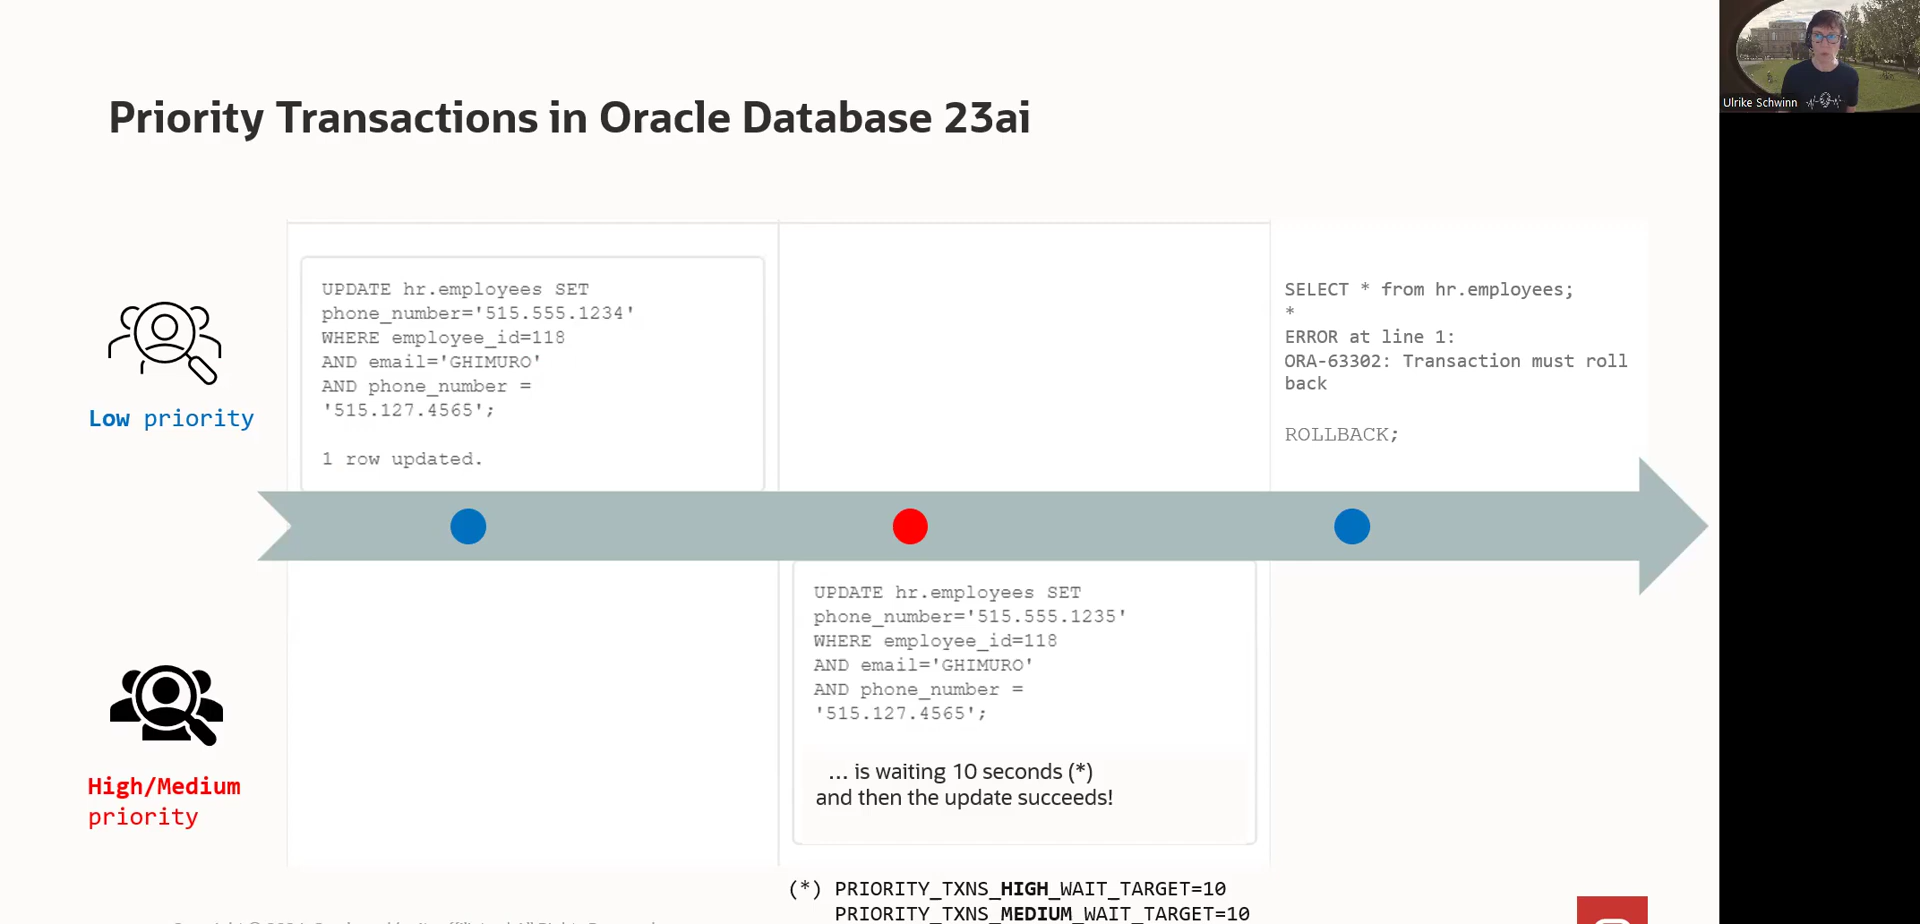 Priority Transactions in Oracle Database 23ai
Ulrike Schwinn
Low priority
UPDATE hr.employees SET
phone_number='515.555.1234'
WHERE employee_id=118
AND email='GHIMURO'
AND phone_number =
'515.127.4565';
1 row updated.
SELECT * from hr.employees;
*
ERROR at line 1:
ORA-63302: Transaction must roll
back
ROLLBACK;
High/Medium
priority
UPDATE hr.employees SET
phone_number='515.555.1235'
WHERE employee_id=118
AND email='GHIMURO'
AND phone_number =
'515.127.4565';
... is waiting 10 seconds (*)
and then the update succeeds!
(*) PRIORITY_TXNS_HIGH_WAIT_TARGET=10
PRIORITY_TXNS_MEDIUM_WAIT_TARGET=10